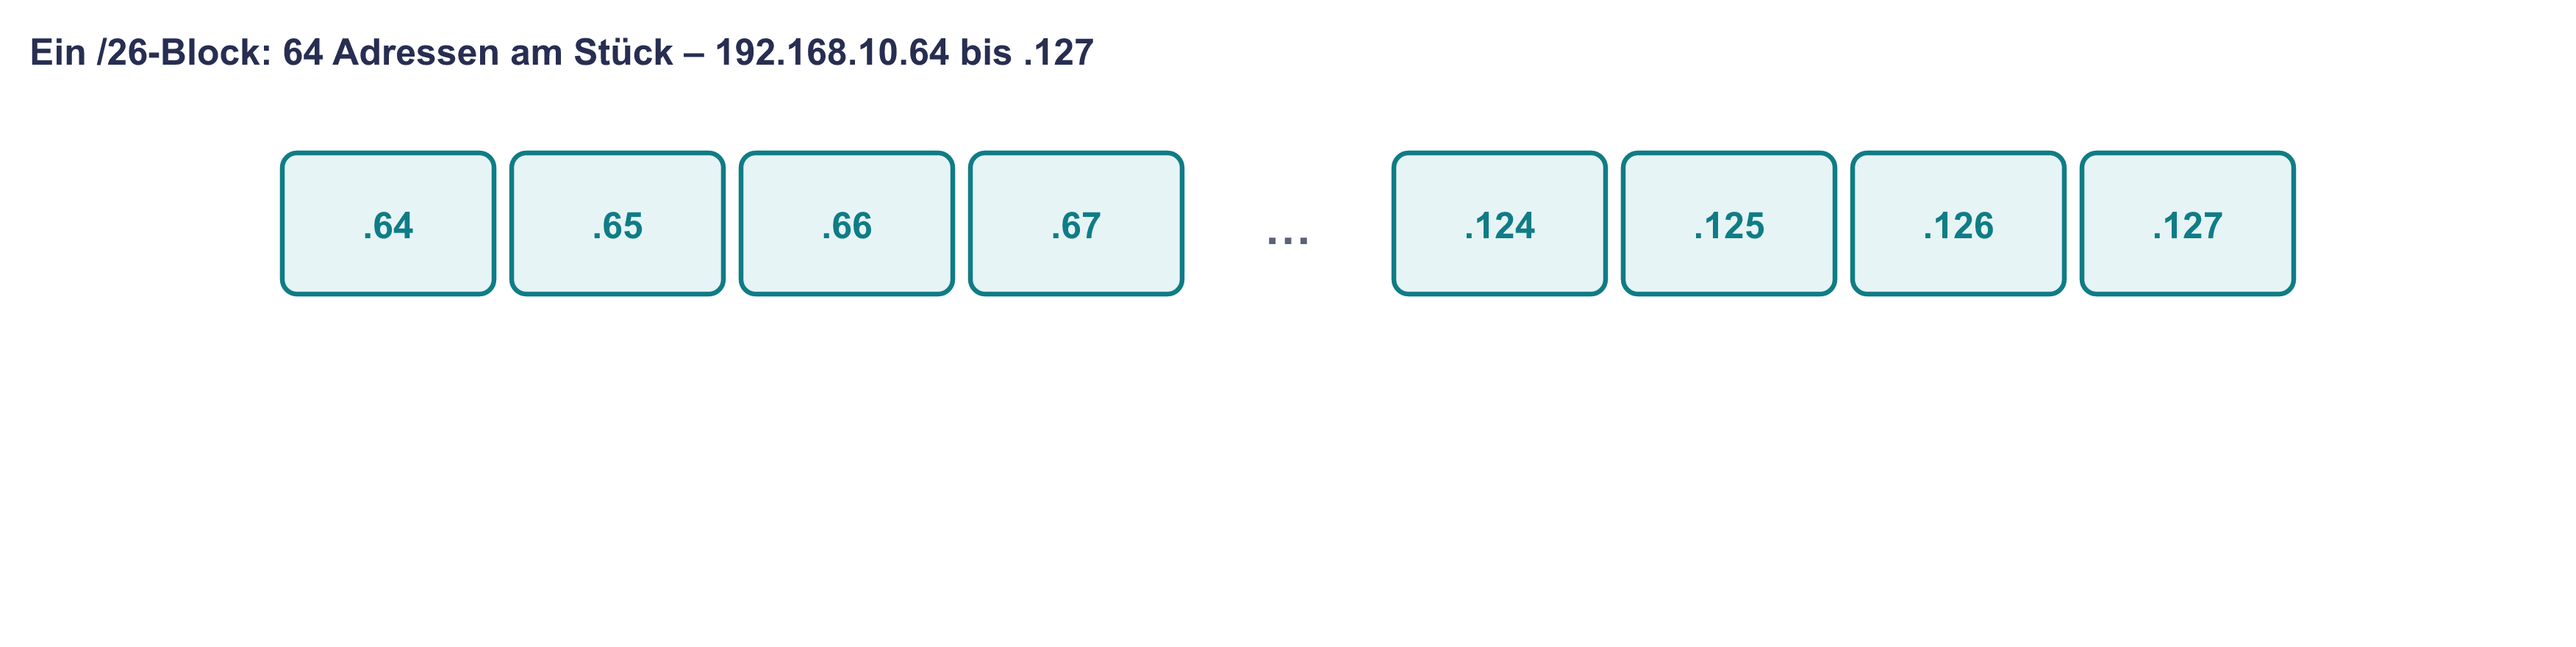 Ein /26-Block: 64 Adressen am Stück – 192.168.10.64 bis .127
.64 .65 .66 .67 ... .124 .125 .126 .127